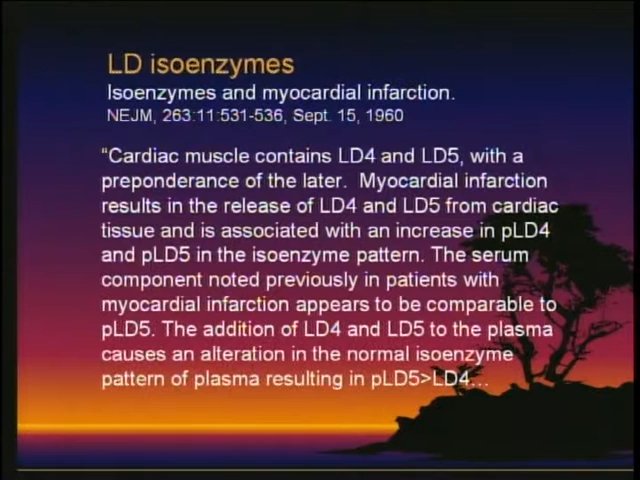 LD isoenzymes
Isoenzymes and myocardial infarction.
NEJM, 263:11:531-536, Sept. 15, 1960
“Cardiac muscle contains LD4 and LD5, with a
preponderance of the later.  Myocardial infarction
results in the release of LD4 and LD5 from cardiac
tissue and is associated with an increase in pLD4
and pLD5 in the isoenzyme pattern. The serum
component noted previously in patients with
myocardial infarction appears to be comparable to
pLD5. The addition of LD4 and LD5 to the plasma
causes an alteration in the normal isoenzyme
pattern of plasma resulting in pLD5>LD4…